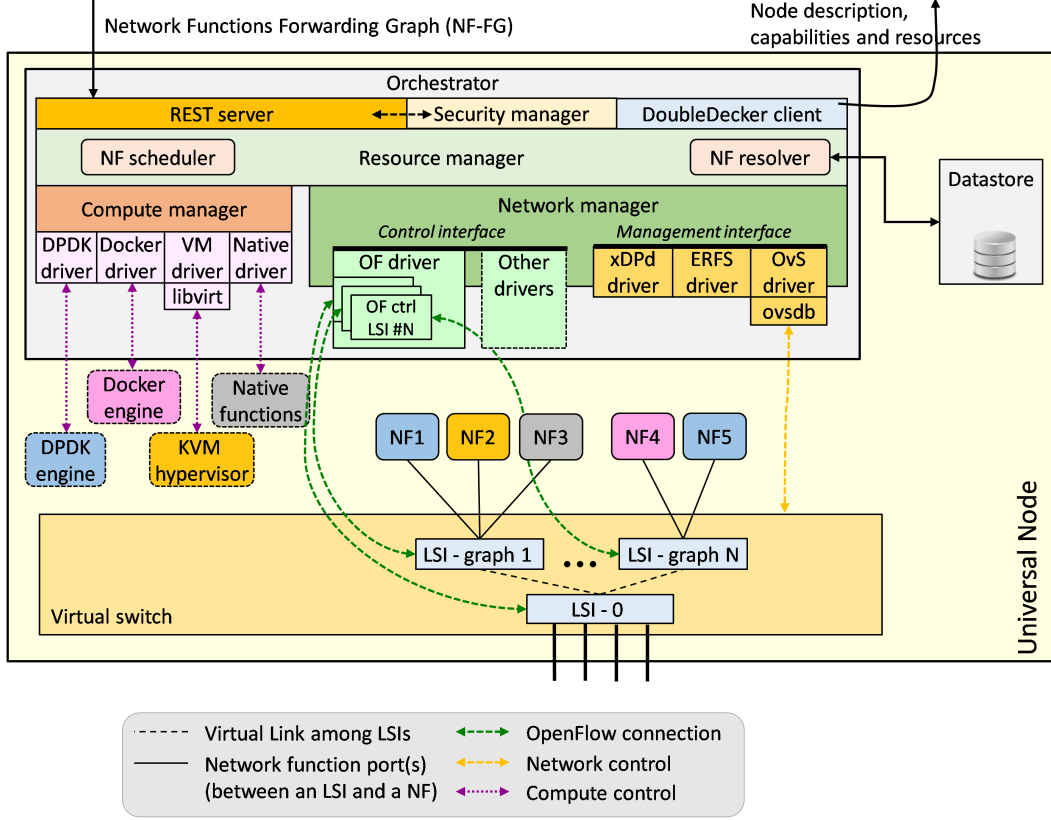 Network Functions Forwarding Graph (NF-FG)
Node description,
capabilities and resources
Orchestrator
REST server
Security manager
DoubleDecker client
NF scheduler
Resource manager
NF resolver
Datastore
Compute manager
Network manager
Control interface
Management interface
DPDK
driver
Docker
driver
VM
driver
Native
driver
libvirt
OF driver
OF ctrl
LSI #N
Other
drivers
xDPd
driver
ERFS
driver
OvS
driver
ovsdb
Docker
engine
Native
functions
DPDK
engine
KVM
hypervisor
NF1
NF2
NF3
NF4
NF5
LSI - graph 1
•••
LSI - graph N
LSI - 0
Virtual switch
Universal Node
Virtual Link among LSIs
Network function port(s)
(between an LSI and a NF)
OpenFlow connection
Network control
Compute control